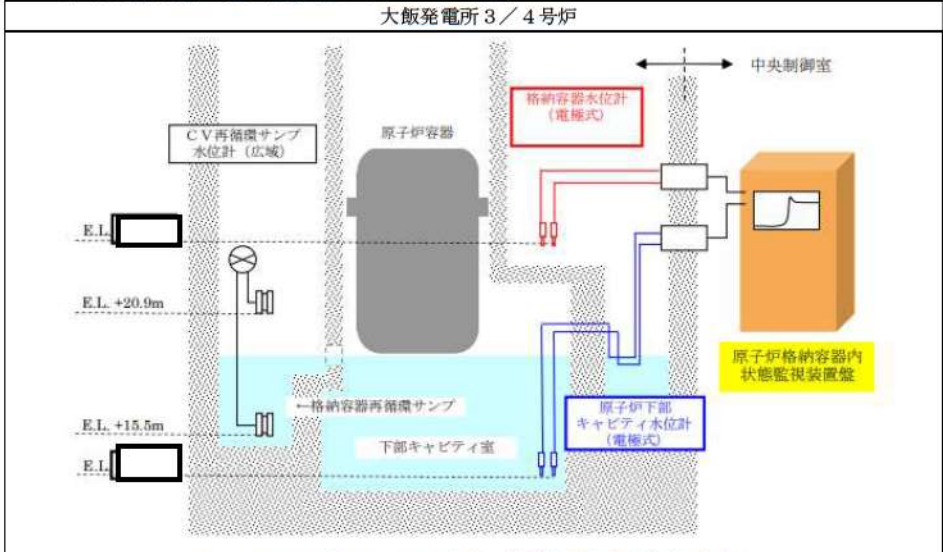 大飯発電所3/4号炉
中央制御室
格納容器水位計
(電極式)
CV再循環サンプ
水位計(広域)
原子炉容器
E.L.
E.L. +20.9m
原子炉格納容器内
状態監視装置盤
←格納容器再循環サンプ
原子炉下部
キャビティ水位計
(電極式)
E.L. +15.5m
下部キャビティ室
E.L.